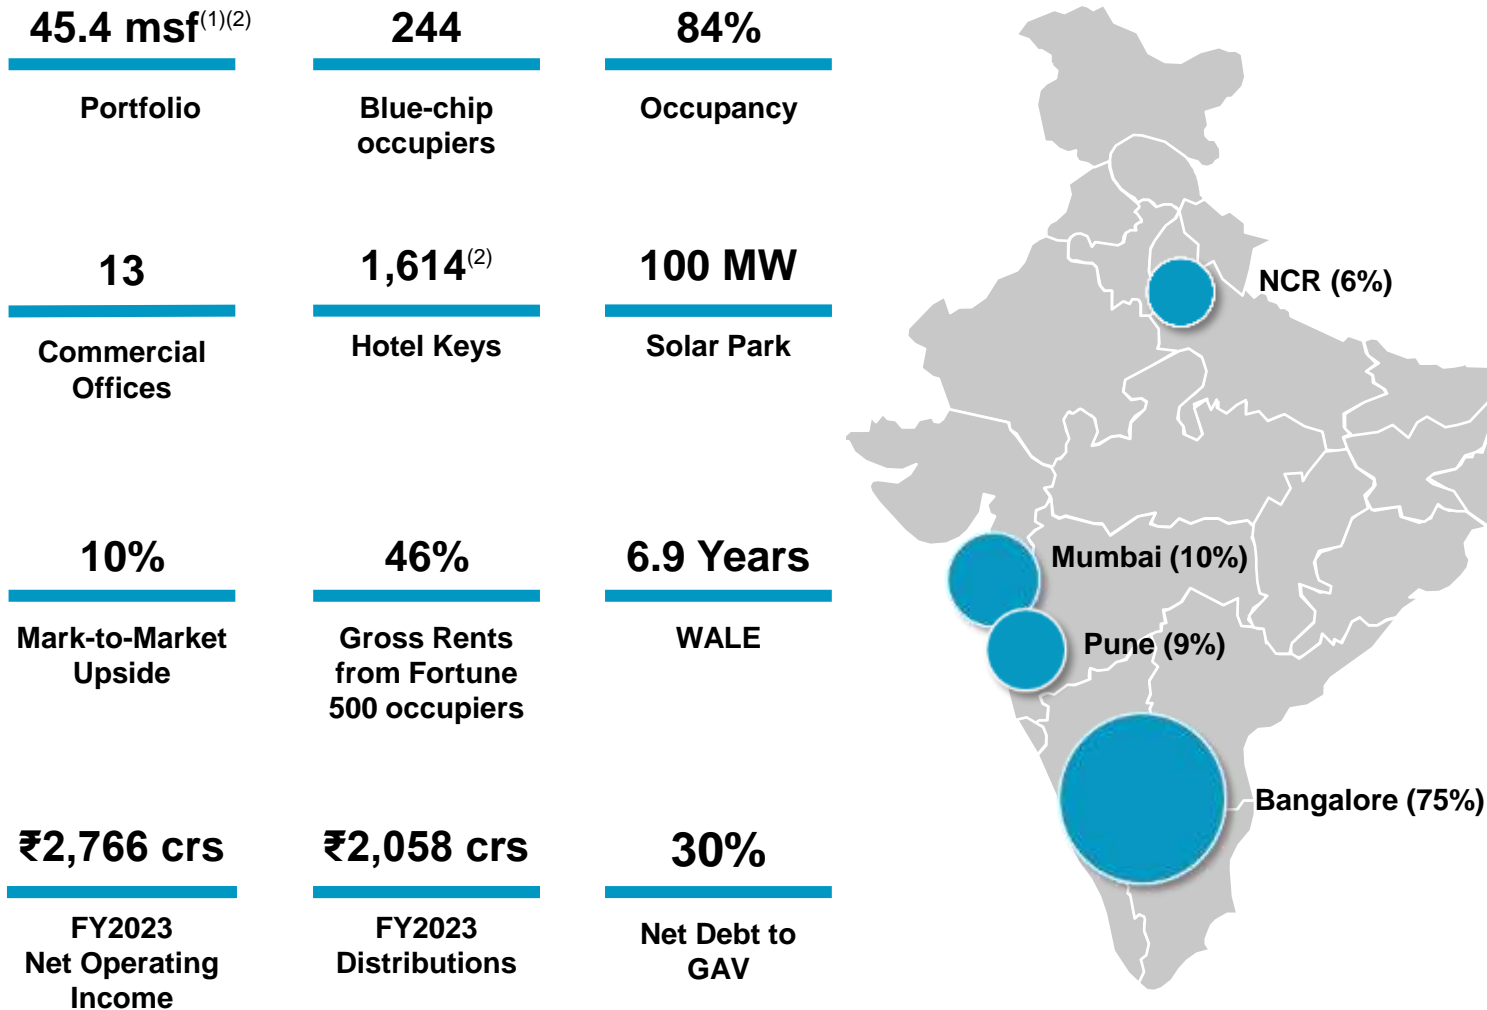 45.4 msf(1)(2)
Portfolio
244
Blue-chip
occupiers
84%
Occupancy
13
Commercial
Offices
1,614(2)
Hotel Keys
100 MW
Solar Park
10%
Mark-to-Market
Upside
46%
Gross Rents
from Fortune
500 occupiers
6.9 Years
WALE
₹2,766 crs
FY2023
Net Operating
Income
₹2,058 crs
FY2023
Distributions
30%
Net Debt to
GAV
NCR (6%)
Mumbai (10%)
Pune (9%)
Bangalore (75%)